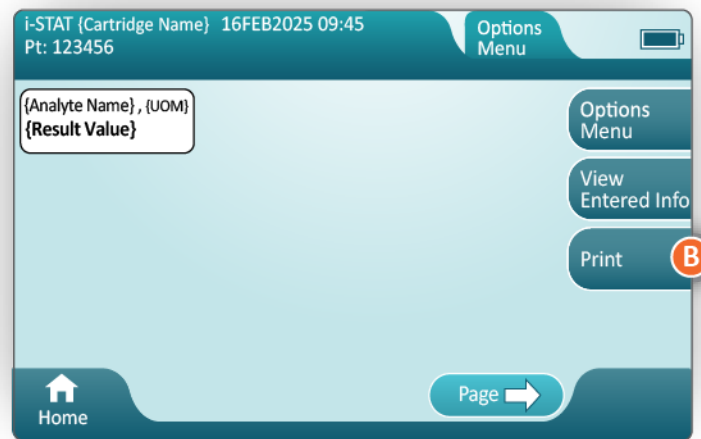 i-STAT {Cartridge Name} 16FEB2025 09:45
Pt: 123456
Options
Menu
{Analyte Name}, {UOM}
{Result Value}
Options
Menu
View
Entered Info
Print
B
Page
Home